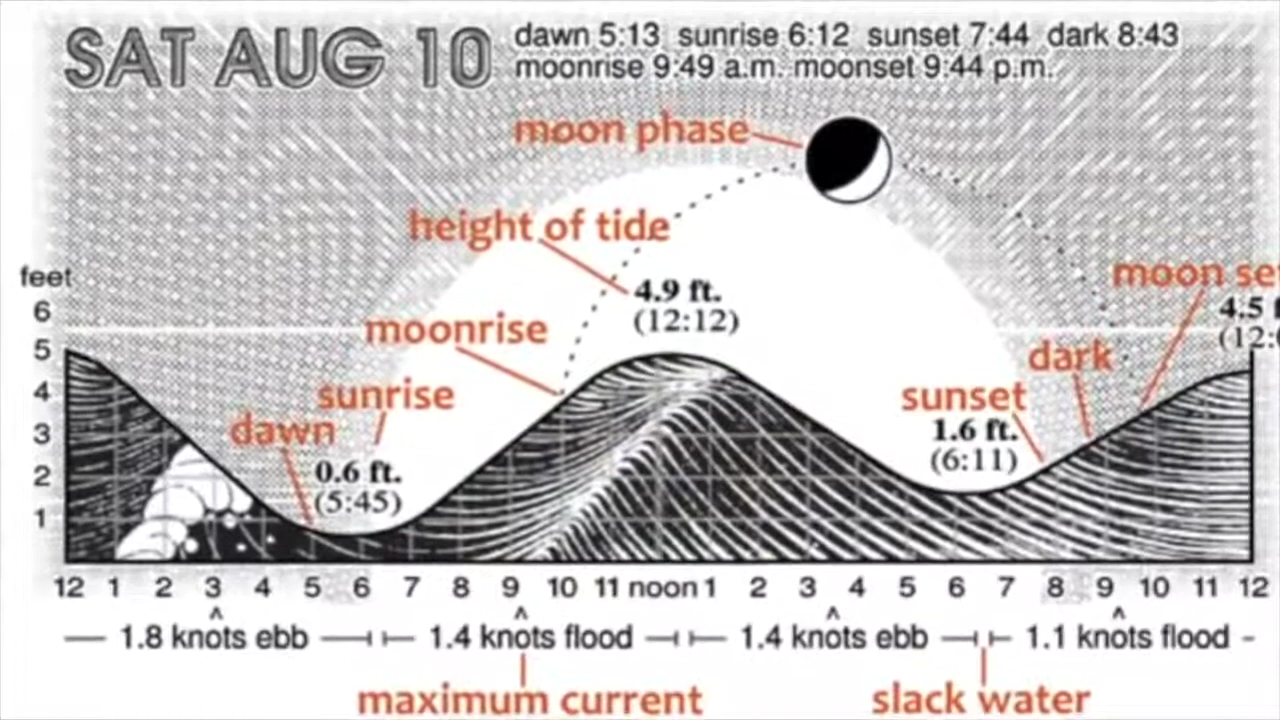 SAT AUG 10
dawn 5:13 sunrise 6:12 sunset 7:44 dark 8:43
moonrise 9:49 a.m. moonset 9:44 p.m.
moon phase
height of tide
moon se
feet
4.9 ft.
(12:12)
4.5
(12:
6
moonrise
5
dark
4
sunrise
sunset
3
dawn
1.6 ft.
(6:11)
2
0.6 ft.
(5:45)
1
12 1 2 3 4 5 6 7 8 9 10 11 noon 1 2 3 4 5 6 7 8 9 10 11 12
1.8 knots ebb 1.4 knots flood 1.4 knots ebb 1.1 knots flood
maximum current slack water